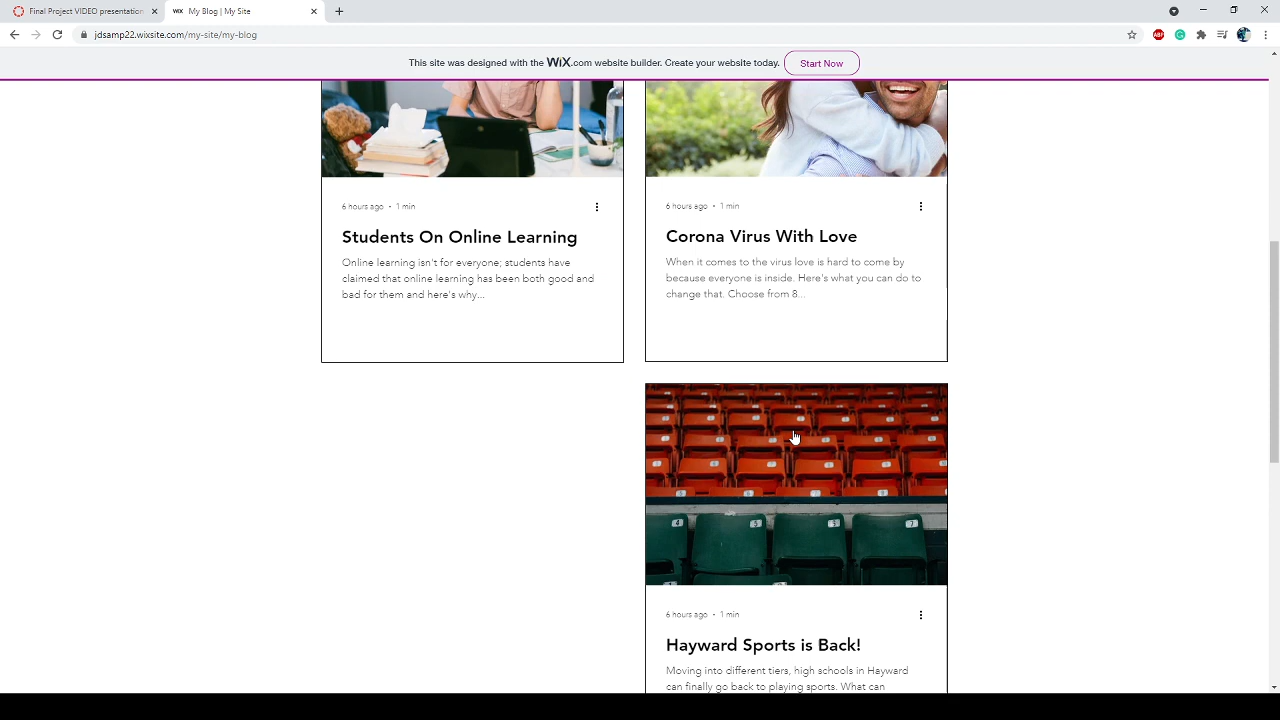 Final Project VIDEO presentation
WIX My Blog | My Site
jdsamp22.wixsite.com/my-site/my-blog
ABP
This site was designed with the WiX.com website builder. Create your website today.
Start Now
6 hours ago · 1 min
Students On Online Learning
Online learning isn't for everyone; students have
claimed that online learning has been both good and
bad for them and here's why...
6 hours ago · 1 min
Corona Virus With Love
When it comes to the virus love is hard to come by
because everyone is inside. Here's what you can do to
change that. Choose from 8...
6 hours ago · 1 min
Hayward Sports is Back!
Moving into different tiers, high schools in Hayward
can finally go back to playing sports. What can